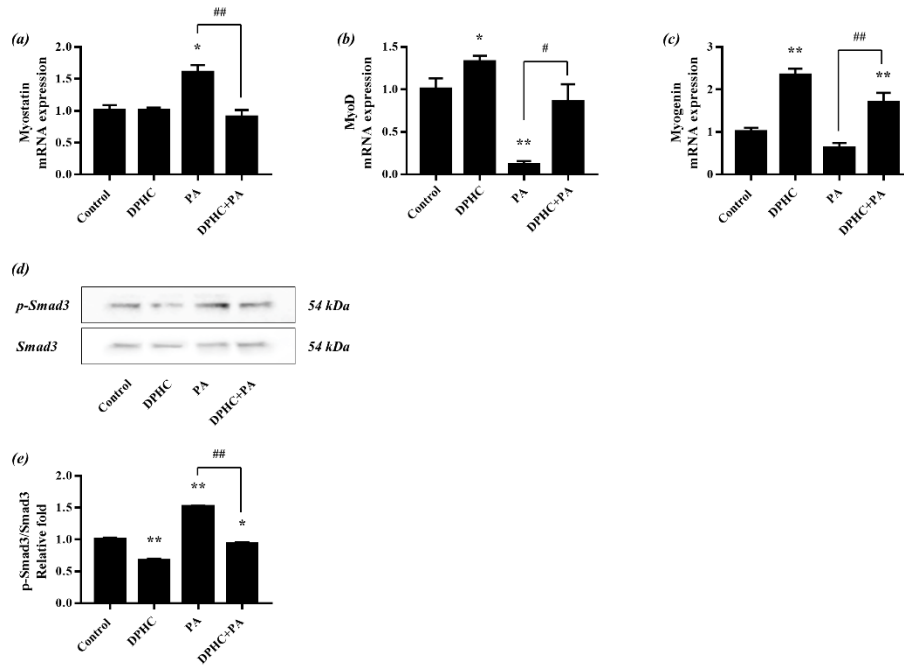 (a)
Myostatin
mRNA expression
2.0
1.5
1.0
0.5
0.0
*
##
Control
DPHC
PA
DPHC+PA
(b)
MyoD
mRNA expression
1.5
1.0
0.5
0.0
*
**
#
Control
DPHC
PA
DPHC+PA
(c)
Myogenin
mRNA expression
3
2
1
0
**
##
**
Control
DPHC
PA
DPHC+PA
(d)
p-Smad3 54 kDa
Smad3 54 kDa
Control
DPHC
PA
DPHC+PA
(e)
p-Smad3/Smad3
Relative fold
2.0
1.5
1.0
0.5
0.0
**
**
##
*
Control
DPHC
PA
DPHC+PA